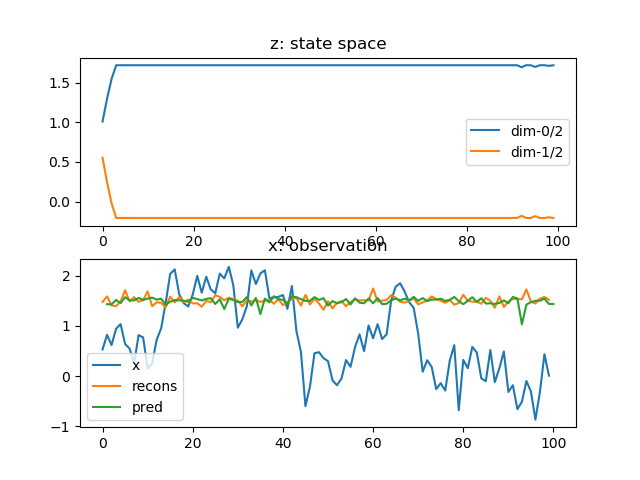 z: state space
1.5
1.0
0.5
0.0
dim-0/2
dim-1/2
0 20 40 60 80 100
x: observation
2
1
0
−1
x
recons
pred
0 20 40 60 80 100